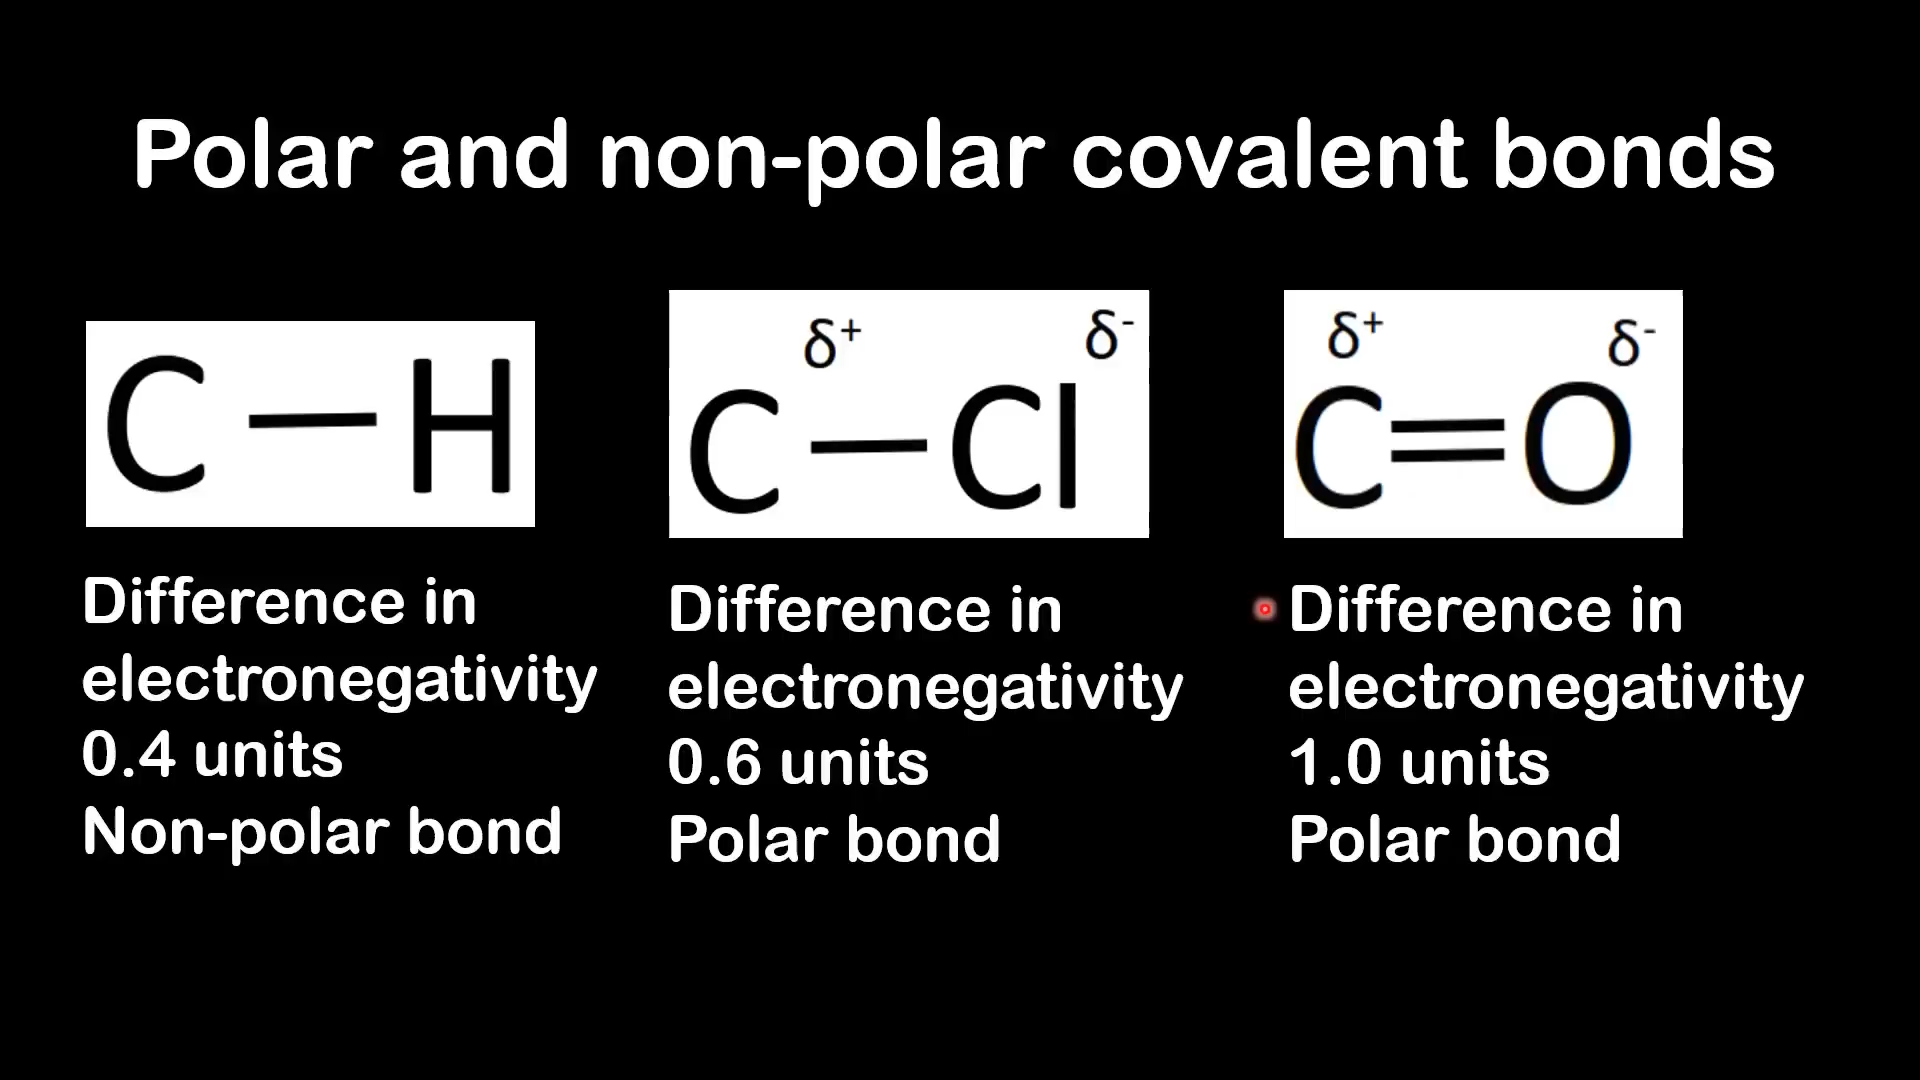 Polar and non-polar covalent bonds
C — H
Difference in
electronegativity
0.4 units
Non-polar bond
δ⁺ δ⁻
C — Cl
Difference in
electronegativity
0.6 units
Polar bond
δ⁺ δ⁻
C=O
Difference in
electronegativity
1.0 units
Polar bond